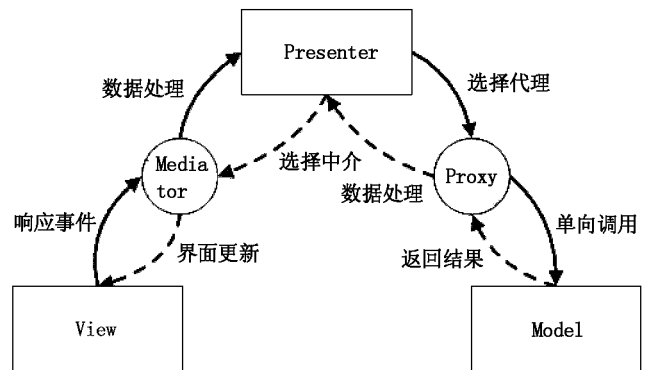 Presenter
数据处理
选择代理
Media
tor
选择中介
Proxy
数据处理
响应事件
单向调用
界面更新
返回结果
View
Model